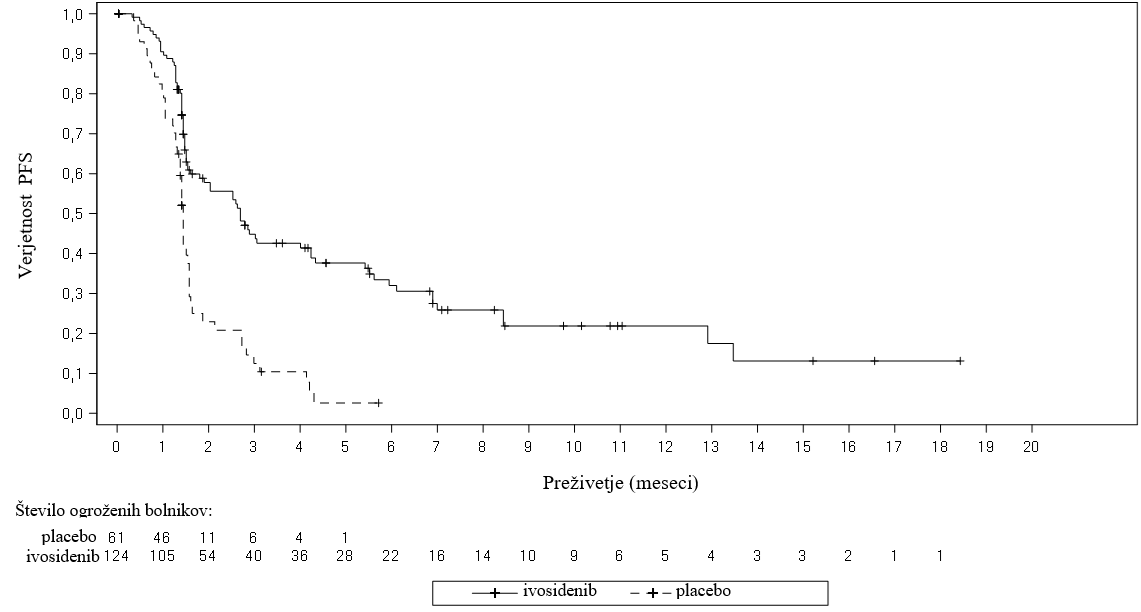 1,0
0,9
0,8
0,7
0,6
0,5
0,4
0,3
0,2
0,1
0,0
Verjetnost PFS
0 1 2 3 4 5 6 7 8 9 10 11 12 13 14 15 16 17 18 19 20
Preživetje (meseci)
Število ogroženih bolnikov:
placebo 61 46 11 6 4 1
ivosidenib 124 105 54 40 36 28 22 16 14 10 9 6 5 4 3 3 2 1 1
ivosidenib placebo